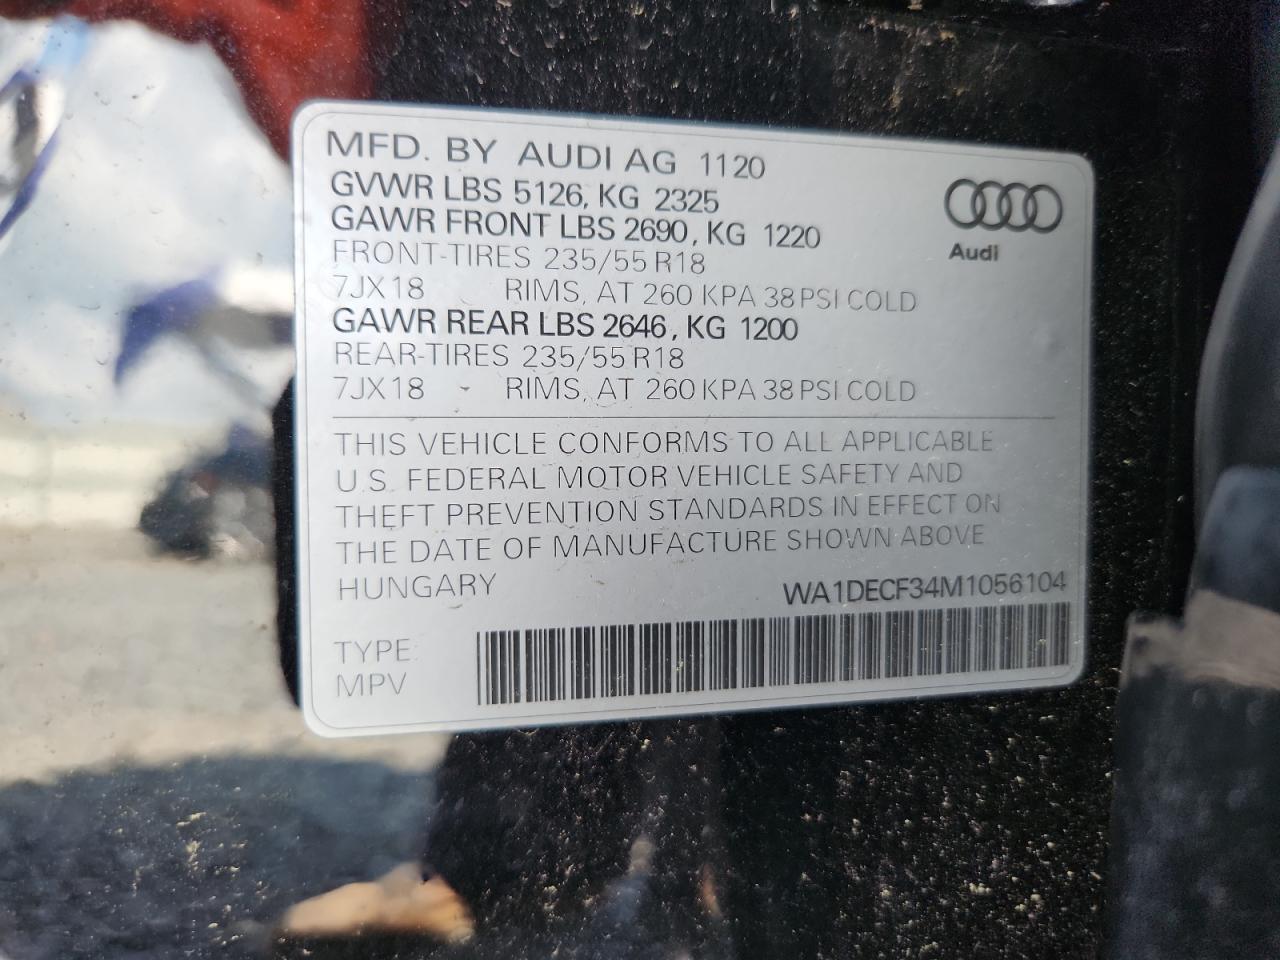 MFD. BY AUDI AG 1120
GVWR LBS 5126, KG 2325
GAWR FRONT LBS 2690, KG 1220
FRONT-TIRES 235/55 R18
7JX18 RIMS, AT 260 KPA 38 PSI COLD
GAWR REAR LBS 2646, KG 1200
REAR-TIRES 235/55 R18
7JX18 RIMS, AT 260 KPA 38 PSI COLD
Audi
THIS VEHICLE CONFORMS TO ALL APPLICABLE
U.S. FEDERAL MOTOR VEHICLE SAFETY AND
THEFT PREVENTION STANDARDS IN EFFECT ON
THE DATE OF MANUFACTURE SHOWN ABOVE
HUNGARY WA1DECF34M1056104
TYPE:
MPV